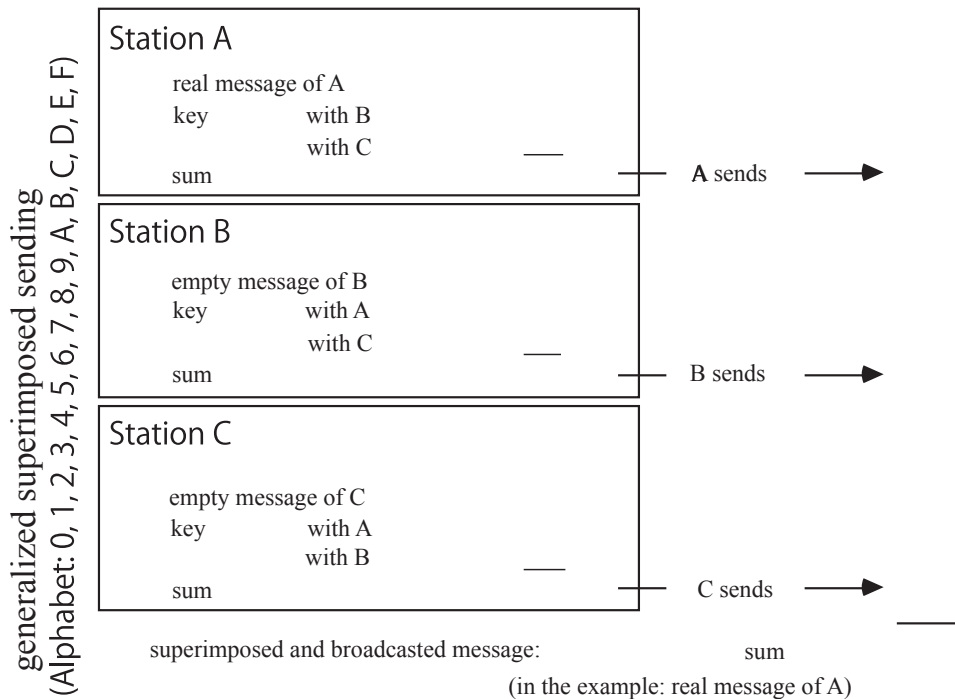 generalized superimposed sending
(Alphabet: 0, 1, 2, 3, 4, 5, 6, 7, 8, 9, A, B, C, D, E, F)
Station A
real message of A
key with B
with C
sum
A sends
Station B
empty message of B
key with A
with C
sum
B sends
Station C
empty message of C
key with A
with B
sum
C sends
superimposed and broadcasted message: sum
(in the example: real message of A)